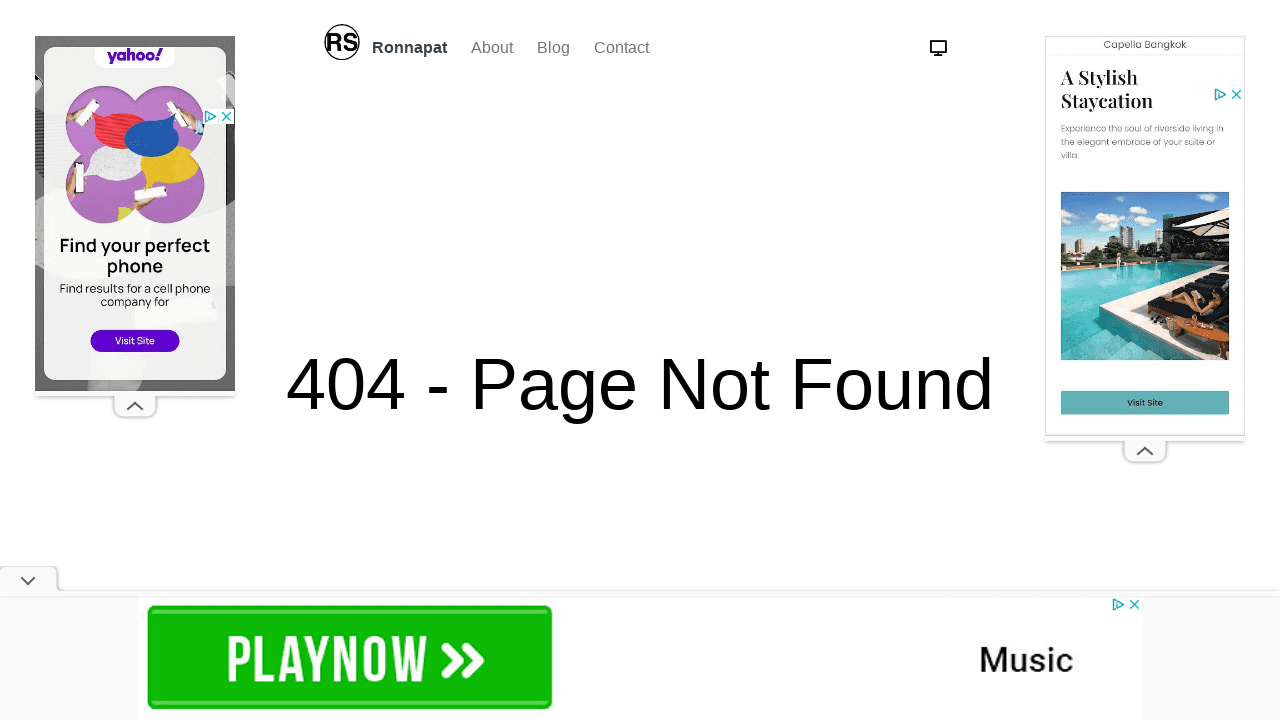 RS
Ronnapat
About
Blog
Contact
yahoo!
Find your perfect
phone
Find results for a cell phone
company for
Visit Site
Capella Bangkok
A Stylish
Staycation
Experience the soul of riverside living in
the elegant embrace of your suite or
villa.
Visit Site
404 - Page Not Found
PLAYNOW
Music